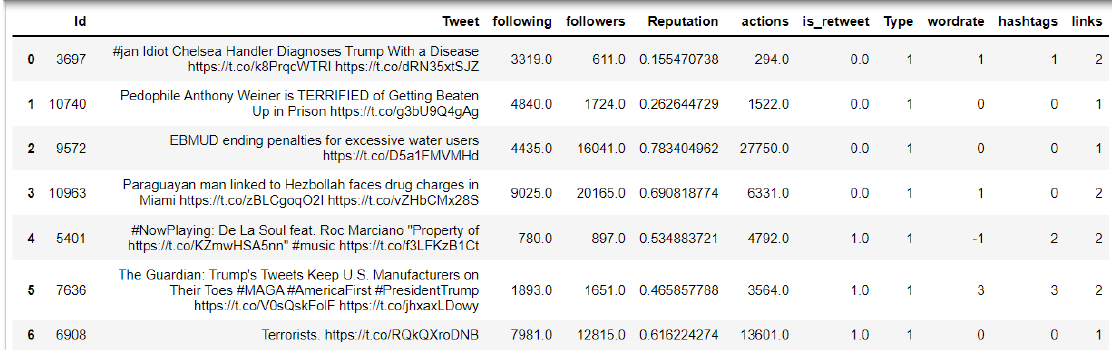 Id Tweet following followers Reputation actions is_retweet Type wordrate hashtags links
0 3697 #jan Idiot Chelsea Handler Diagnoses Trump With a Disease 3319.0 611.0 0.155470738 294.0 0.0 1 1 1 2
https://t.co/k8PrqcWTRI https://t.co/dRN35xtSJZ
1 10740 Pedophile Anthony Weiner is TERRIFIED of Getting Beaten 4840.0 1724.0 0.262644729 1522.0 0.0 1 0 0 1
Up in Prison https://t.co/g3bU9Q4gAg
2 9572 EBMUD ending penalties for excessive water users 4435.0 16041.0 0.783404962 27750.0 0.0 1 0 0 1
https://t.co/D5a1FMVMHd
3 10963 Paraguayan man linked to Hezbollah faces drug charges in 9025.0 20165.0 0.690818774 6331.0 0.0 1 1 0 2
Miami https://t.co/zBLCgoqO2I https://t.co/vZHbCMx28S
4 5401 #NowPlaying: De La Soul feat. Roc Marciano "Property of 780.0 897.0 0.534883721 4792.0 1.0 1 -1 2 2
https://t.co/KZmwHSA5nn" #music https://t.co/f3LFKzB1Ct
The Guardian: Trump's Tweets Keep U.S. Manufacturers on
5 7636 Their Toes #MAGA #AmericaFirst #PresidentTrump 1893.0 1651.0 0.465857788 3564.0 1.0 1 3 3 2
https://t.co/V0sQskFolF https://t.co/jhxaxLDowy
6 6908 Terrorists. https://t.co/RQkQXroDNB 7981.0 12815.0 0.616224274 13601.0 1.0 1 0 0 1